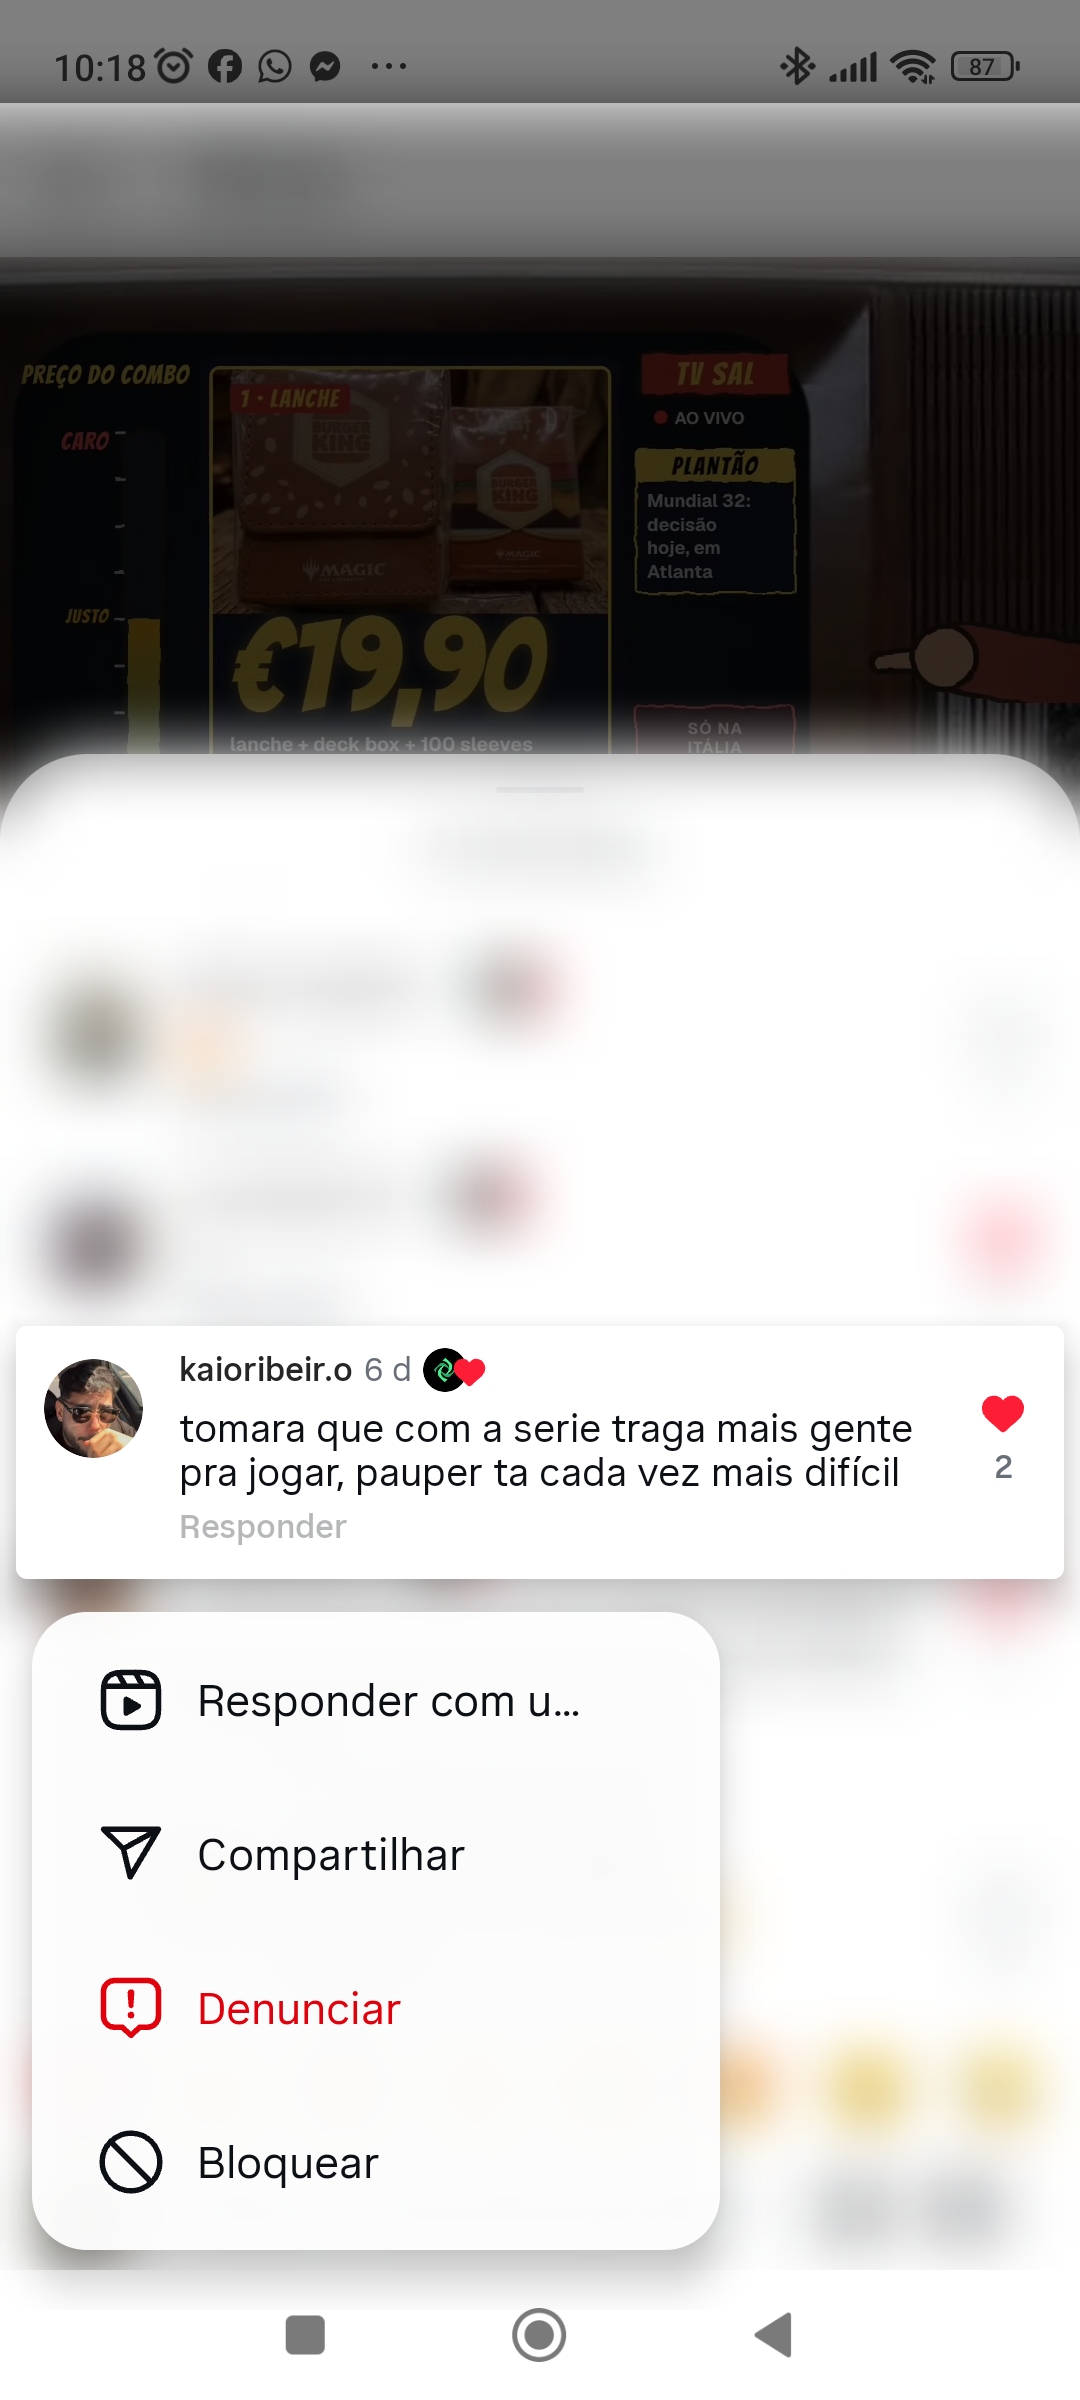 10:18
87
PREÇO DO COMBO
CARO
JUSTO
1 • LANCHE
BURGER
KING
MAGIC
BURGER
KING
MAGIC
€19,90
lanche + deck box + 100 sleeves
TV SAL
AO VIVO
PLANTÃO
Mundial 32:
decisão
hoje, em
Atlanta
SÓ NA
ITÁLIA
kaioribeir.o 6 d
tomara que com a serie traga mais gente
pra jogar, pauper ta cada vez mais difícil
2
Responder
Responder com u...
Compartilhar
Denunciar
Bloquear